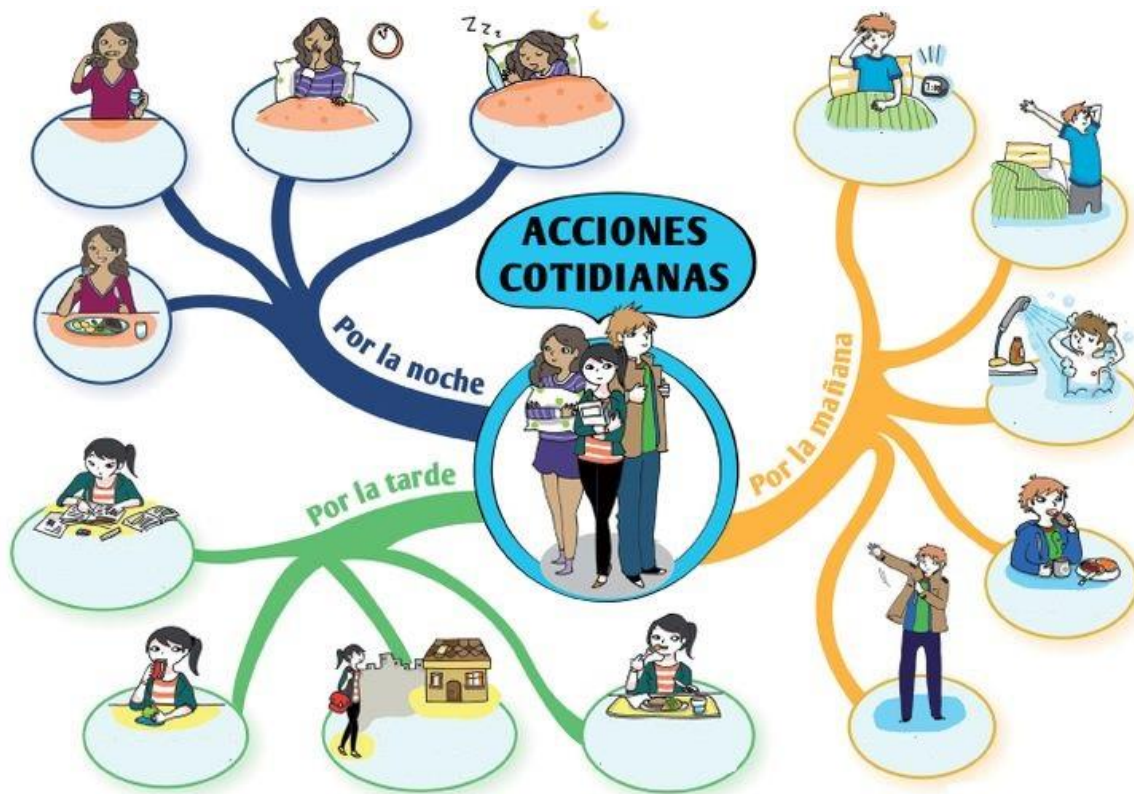 ACCIONES
COTIDIANAS
Por la noche
Por la mañana
Por la tarde
Z Z z z